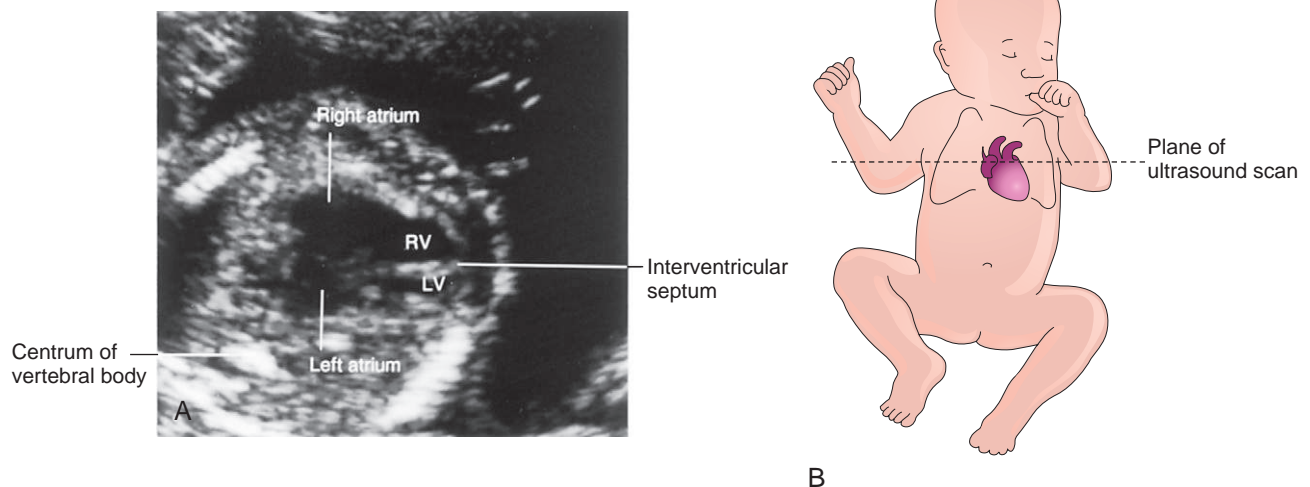 Right atrium
RV
LV
Left atrium
Interventricular
septum
Centrum of
vertebral body
A
Plane of
ultrasound scan
B